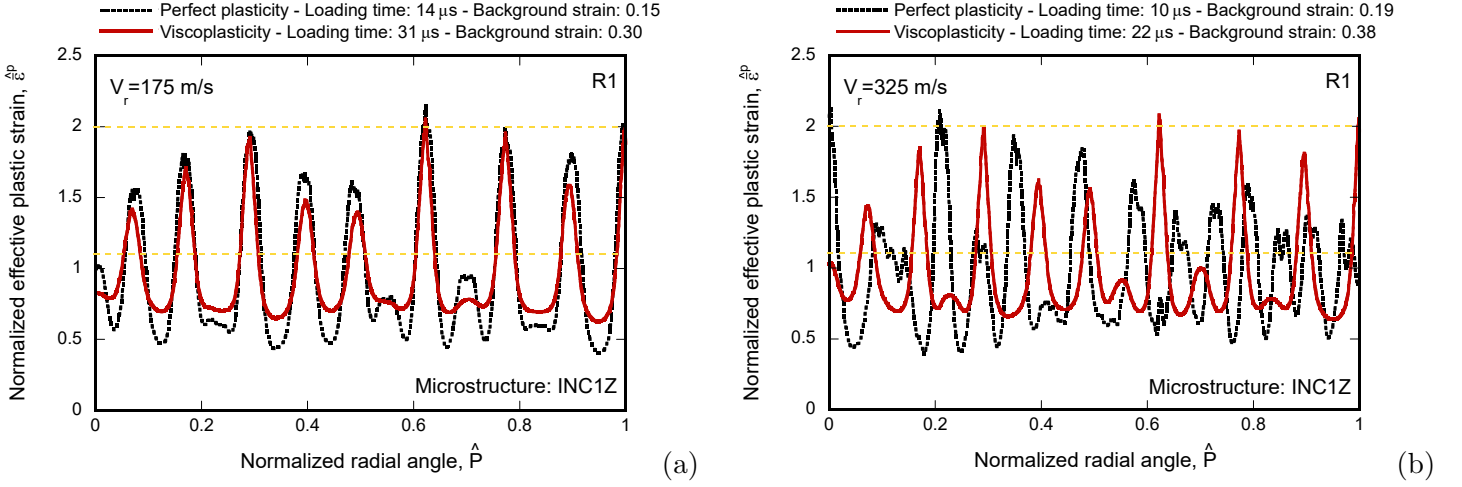 Perfect plasticity - Loading time: 14 μs - Background strain: 0.15
Viscoplasticity - Loading time: 31 μs - Background strain: 0.30
2.5
2
1.5
1
0.5
0
Normalized effective plastic strain, ε̂̄ᵖ
V_r=175 m/s
R1
Microstructure: INC1Z
0 0.2 0.4 0.6 0.8 1
Normalized radial angle, P̂
(a)
Perfect plasticity - Loading time: 10 μs - Background strain: 0.19
Viscoplasticity - Loading time: 22 μs - Background strain: 0.38
2.5
2
1.5
1
0.5
0
Normalized effective plastic strain, ε̂̄ᵖ
V_r=325 m/s
R1
Microstructure: INC1Z
0 0.2 0.4 0.6 0.8 1
Normalized radial angle, P̂
(b)